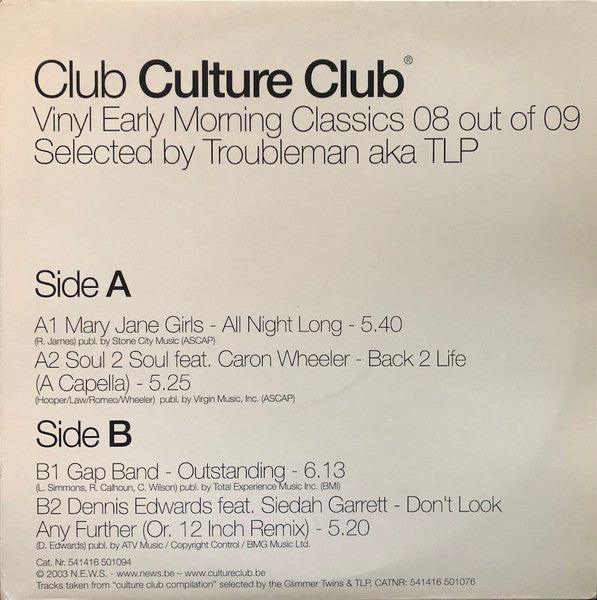 Club Culture Club®
Vinyl Early Morning Classics 08 out of 09
Selected by Troubleman aka TLP
Side A
A1 Mary Jane Girls - All Night Long - 5.40
(R. James) publ. by Stone City Music (ASCAP)
A2 Soul 2 Soul feat. Caron Wheeler - Back 2 Life
(A Capella) - 5.25
(Hooper/Law/Romeo/Wheeler) publ. by Virgin Music, Inc. (ASCAP)
Side B
B1 Gap Band - Outstanding - 6.13
(L. Simmons, R. Calhoun, C. Wilson) publ. by Total Experience Music Inc. (BMI)
B2 Dennis Edwards feat. Siedah Garrett - Don't Look
Any Further (Or. 12 Inch Remix) - 5.20
(D. Edwards) publ. by ATV Music / Copyright Control / BMG Music Ltd.
Cat. Nr. 541416 501094
© 2003 N.E.W.S. - www.news.be – www.cultureclub.be
Tracks taken from "culture club compilation" selected by the Glimmer Twins & TLP, CATNR: 541416 501076